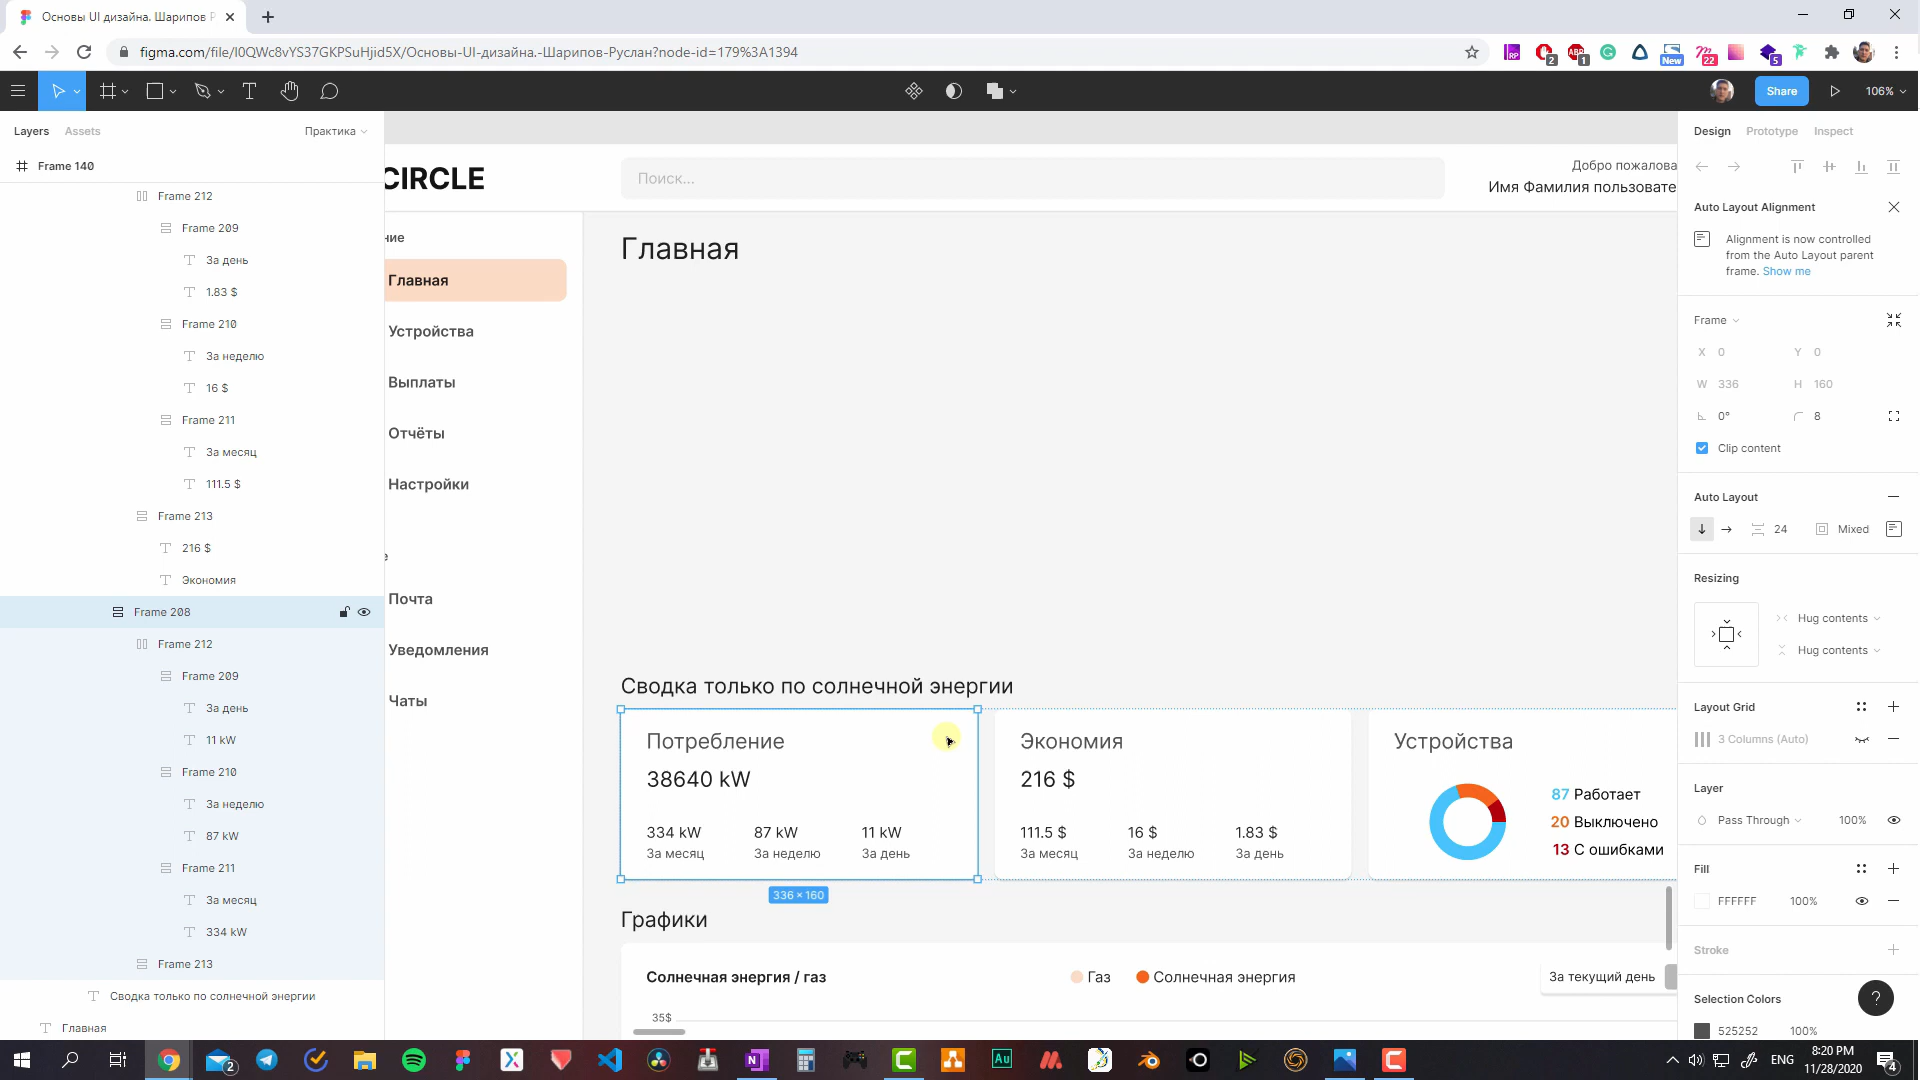 Основы UI дизайна. Шарипов Р
figma.com/file/I0QWc8vYS37GKPSuHjid5X/Основы-UI-дизайна.-Шарипов-Руслан?node-id=179%3A1394
2
1
New
22
5
Share
106%
Layers
Assets
Практика
Design
Prototype
Inspect
Frame 140
Frame 212
Frame 209
За день
1.83 $
Frame 210
За неделю
16 $
Frame 211
За месяц
111.5 $
Frame 213
216 $
Экономия
Frame 208
Frame 212
Frame 209
За день
11 kW
Frame 210
За неделю
87 kW
Frame 211
За месяц
334 kW
Frame 213
Сводка только по солнечной энергии
Главная
CIRCLE
Поиск...
Добро пожалова
Имя Фамилия пользовате
ние
Главная
Устройства
Выплаты
Отчёты
Настройки
е
Почта
Уведомления
Чаты
Главная
Сводка только по солнечной энергии
Потребление
38640 kW
334 kW
87 kW
11 kW
За месяц
За неделю
За день
336 × 160
Экономия
216 $
111.5 $
16 $
1.83 $
За месяц
За неделю
За день
Устройства
87 Работает
20 Выключено
13 С ошибками
Графики
Солнечная энергия / газ
Газ
Солнечная энергия
За текущий день
35$
Auto Layout Alignment
Alignment is now controlled
from the Auto Layout parent
frame. Show me
Frame
X 0
Y 0
W 336
H 160
0°
8
Clip content
Auto Layout
24
Mixed
Resizing
Hug contents
Hug contents
Layout Grid
3 Columns (Auto)
Layer
Pass Through
100%
Fill
FFFFFF
100%
Stroke
Selection Colors
?
525252
100%
2
Au
ENG
8:20 PM
11/28/2020
4